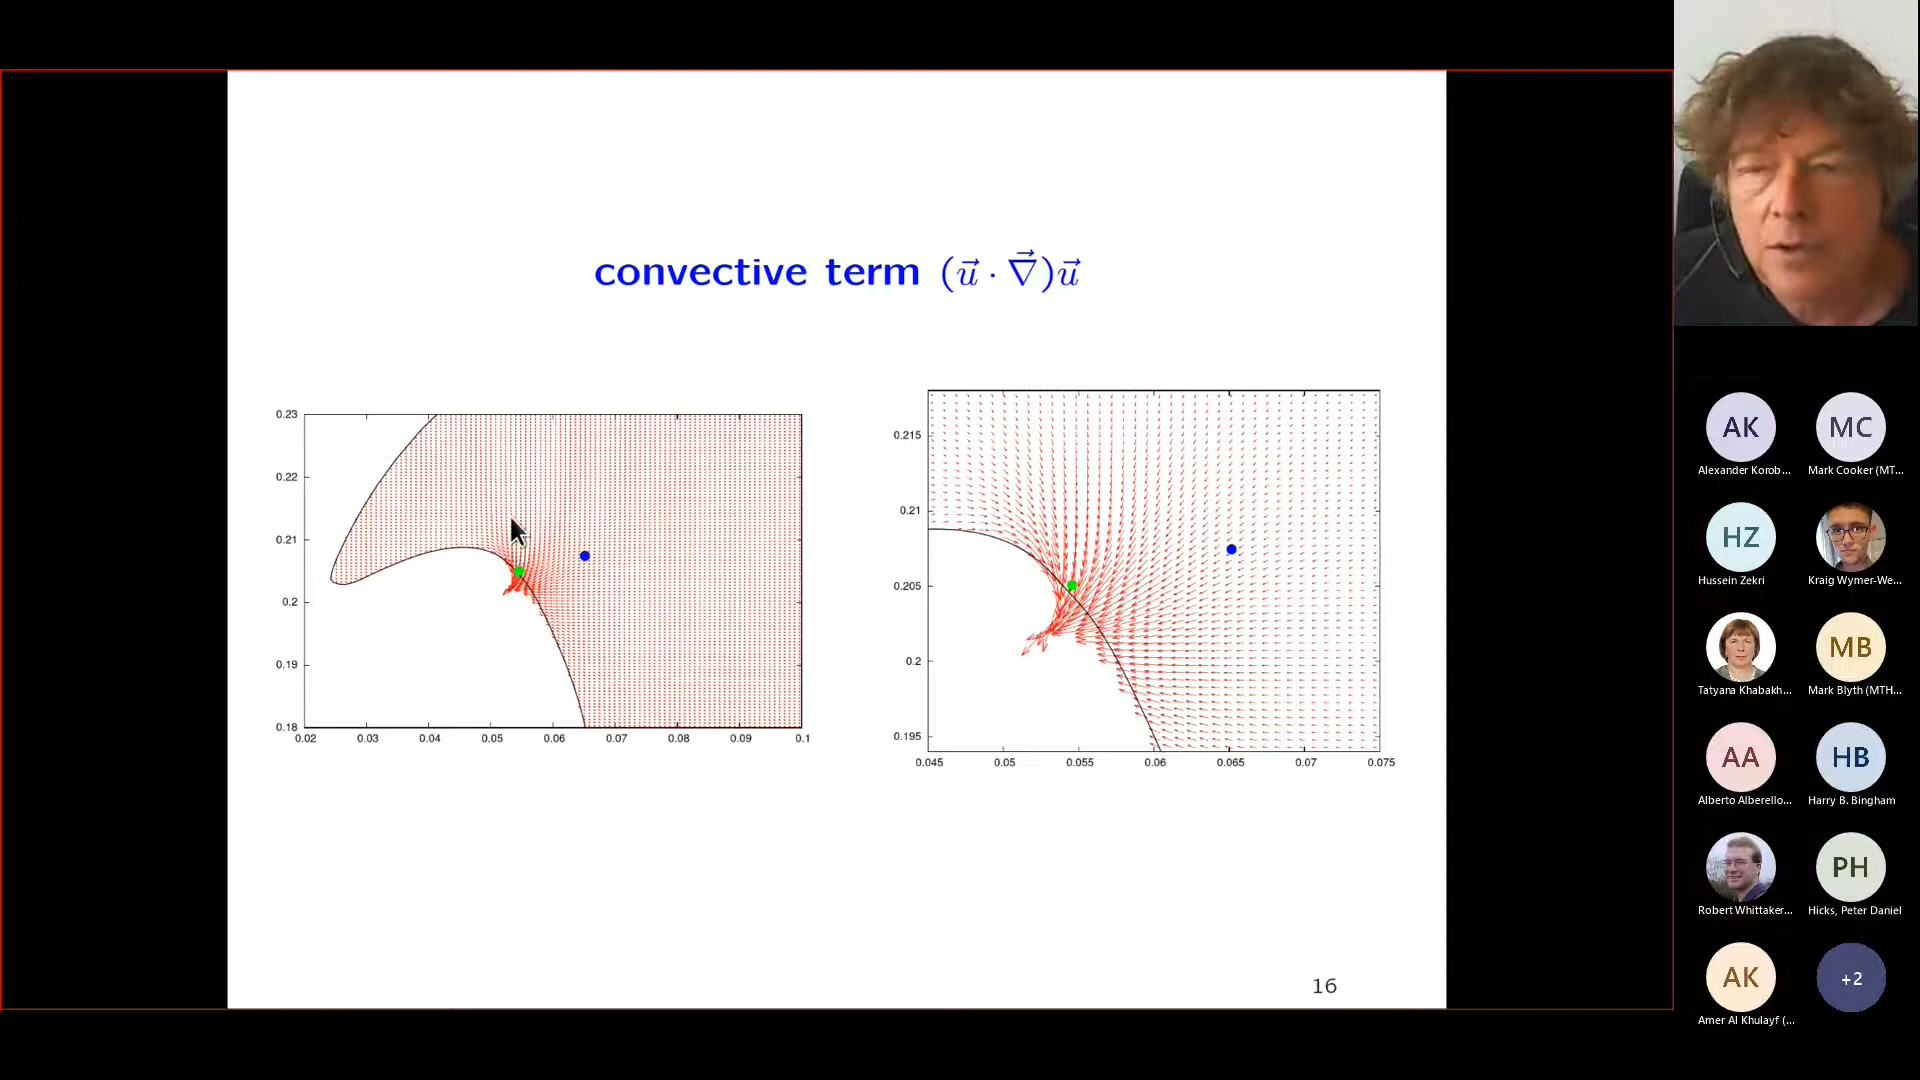 convective term (u⃗ · ∇⃗)u⃗
0.23
0.22
0.21
0.2
0.19
0.18
0.02 0.03 0.04 0.05 0.06 0.07 0.08 0.09 0.1
0.215
0.21
0.205
0.2
0.195
0.045 0.05 0.055 0.06 0.065 0.07 0.075
16
AK MC
Alexander Korob... Mark Cooker (MT...
HZ
Hussein Zekri Kraig Wymer-We...
MB
Tatyana Khabakh... Mark Blyth (MTH...
AA HB
Alberto Alberello... Harry B. Bingham
PH
Robert Whittaker... Hicks, Peter Daniel
AK +2
Amer Al Khulayf (...